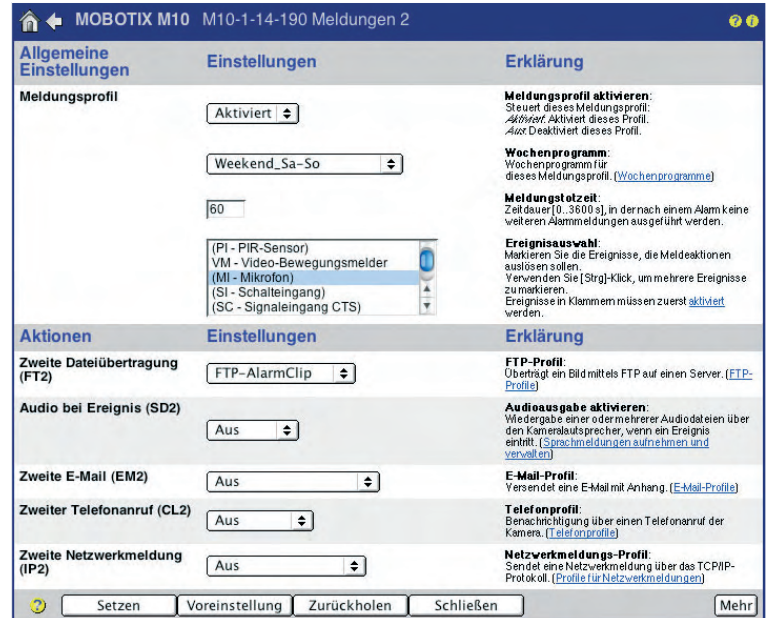 MOBOTIX M10 M10-1-14-190 Meldungen 2
Allgemeine
Einstellungen
Einstellungen
Erklärung
Meldungsprofil
Aktiviert
Meldungsprofil aktivieren:
Steuert dieses Meldungsprofil:
Aktiviert: Aktiviert dieses Profil.
Aus: Deaktiviert dieses Profil.
Weekend_Sa-So
Wochenprogramm:
Wochenprogramm für
dieses Meldungsprofil. (Wochenprogramme)
60
Meldungstotzeit:
Zeitdauer [0..3600 s], in der nach einem Alarm keine
weiteren Alarmmeldungen ausgeführt werden.
(PI - PIR-Sensor)
VM - Video-Bewegungsmelder
(MI - Mikrofon)
(SI - Schalteingang)
(SC - Signaleingang CTS)
Ereignisauswahl:
Markieren Sie die Ereignisse, die Meldeaktionen
auslösen sollen.
Verwenden Sie [Strg]-Klick, um mehrere Ereignisse
zu markieren.
Ereignisse in Klammern müssen zuerst aktiviert
werden.
Aktionen
Einstellungen
Erklärung
Zweite Dateiübertragung
(FT2)
FTP-AlarmClip
FTP-Profil:
Überträgt ein Bild mittels FTP auf einen Server. (FTP-
Profile)
Audio bei Ereignis (SD2)
Aus
Audioausgabe aktivieren:
Wiedergabe einer oder mehrerer Audiodateien über
den Kameralautsprecher, wenn ein Ereignis
eintritt. (Sprachmeldungen aufnehmen und
verwalten)
Zweite E-Mail (EM2)
Aus
E-Mail-Profil:
Versendet eine E-Mail mit Anhang. (E-Mail-Profile)
Zweiter Telefonanruf (CL2)
Aus
Telefonprofil:
Benachrichtigung über einen Telefonanruf der
Kamera. (Telefonprofile)
Zweite Netzwerkmeldung
(IP2)
Aus
Netzwerkmeldungs-Profil:
Sendet eine Netzwerkmeldung über das TCP/IP-
Protokoll. (Profile für Netzwerkmeldungen)
Setzen
Voreinstellung
Zurückholen
Schließen
Mehr